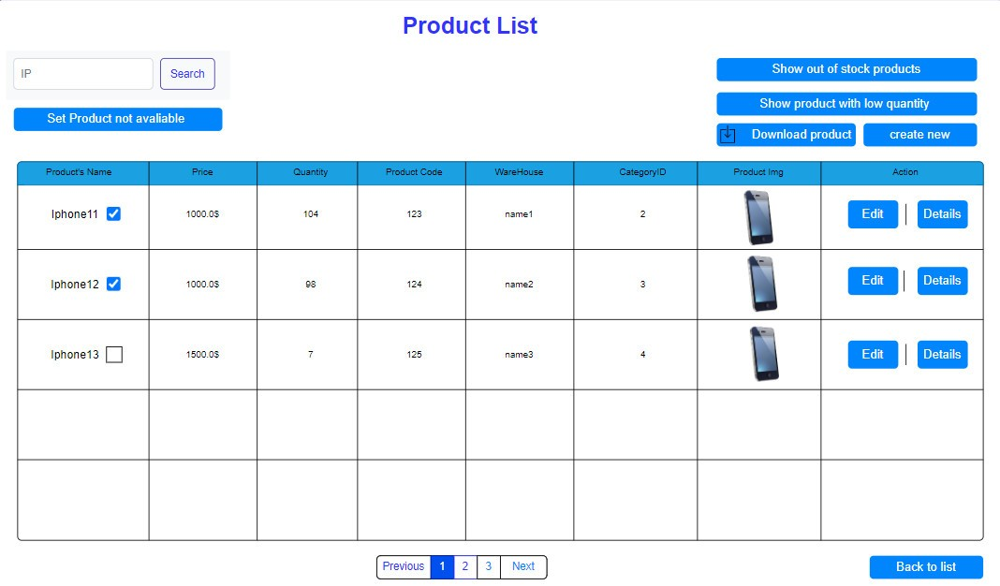 Product List
IP
Search
Show out of stock products
Show product with low quantity
Set Product not avaliable
Download product
create new
Product's Name Price Quantity Product Code WareHouse CategoryID Product Img Action
Iphone11 1000.0$ 104 123 name1 2 Edit | Details
Iphone12 1000.0$ 98 124 name2 3 Edit | Details
Iphone13 1500.0$ 7 125 name3 4 Edit | Details
Previous 1 2 3 Next
Back to list